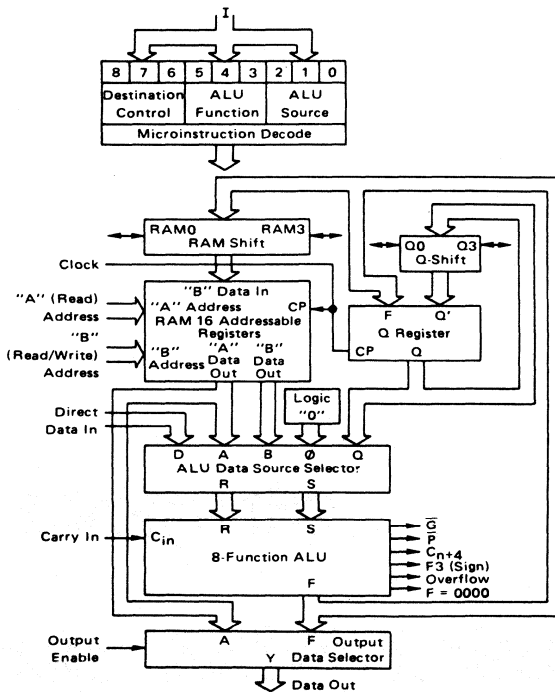 I
8 7 6 5 4 3 2 1 0
Destination Control
ALU Function
ALU Source
Microinstruction Decode
RAM0 RAM3
RAM Shift
Q0 Q3
Q-Shift
Clock
"A" (Read)
Address
"B"
(Read/Write)
Address
"B" Data In
"A" Address CP
RAM 16 Addressable
Registers
"B" Address
"A" Data Out
"B" Data Out
F Q'
Q Register
CP Q
Logic
"0"
Direct
Data In
D A B Ø Q
ALU Data Source Selector
R S
Carry In
R S
Cin
8-Function ALU
F
G̅
P̅
Cn+4
F3 (Sign)
Overflow
F = 0000
Output
Enable
A F Output
Y Data Selector
Data Out